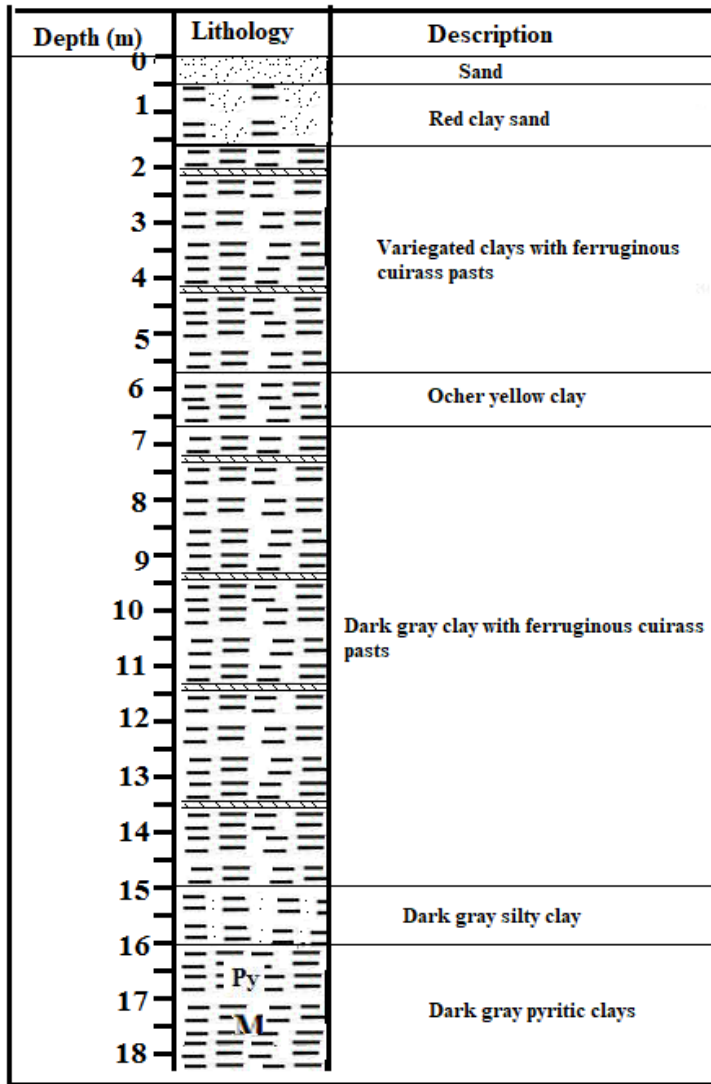 Depth (m) Lithology Description
0
Sand
1
Red clay sand
2
3
Variegated clays with ferruginous
cuirass pasts
4
5
6
Ocher yellow clay
7
8
9
10
Dark gray clay with ferruginous cuirass
pasts
11
12
13
14
15
Dark gray silty clay
16
Py
17
Dark gray pyritic clays
M
18